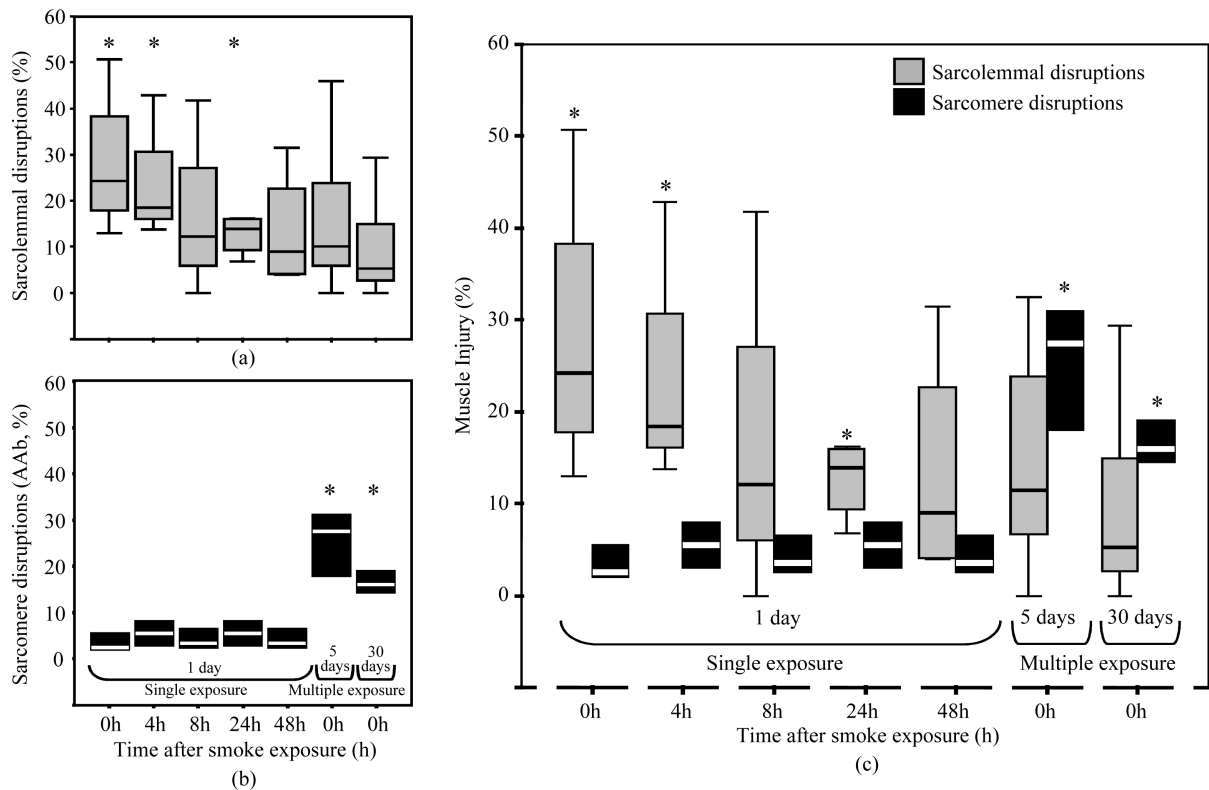 60
50
40
30
20
10
0
Sarcolemmal disruptions (%)
* * *
(a)
60
50
40
30
20
10
0
Sarcomere disruptions (AAb, %)
* *
1 day
5 days
30 days
Single exposure
Multiple exposure
0h 4h 8h 24h 48h 0h 0h
Time after smoke exposure (h)
(b)
60
50
40
30
20
10
0
Muscle Injury (%)
Sarcolemmal disruptions
Sarcomere disruptions
* * * * *
1 day
5 days
30 days
Single exposure
Multiple exposure
0h 4h 8h 24h 48h 0h 0h
Time after smoke exposure (h)
(c)